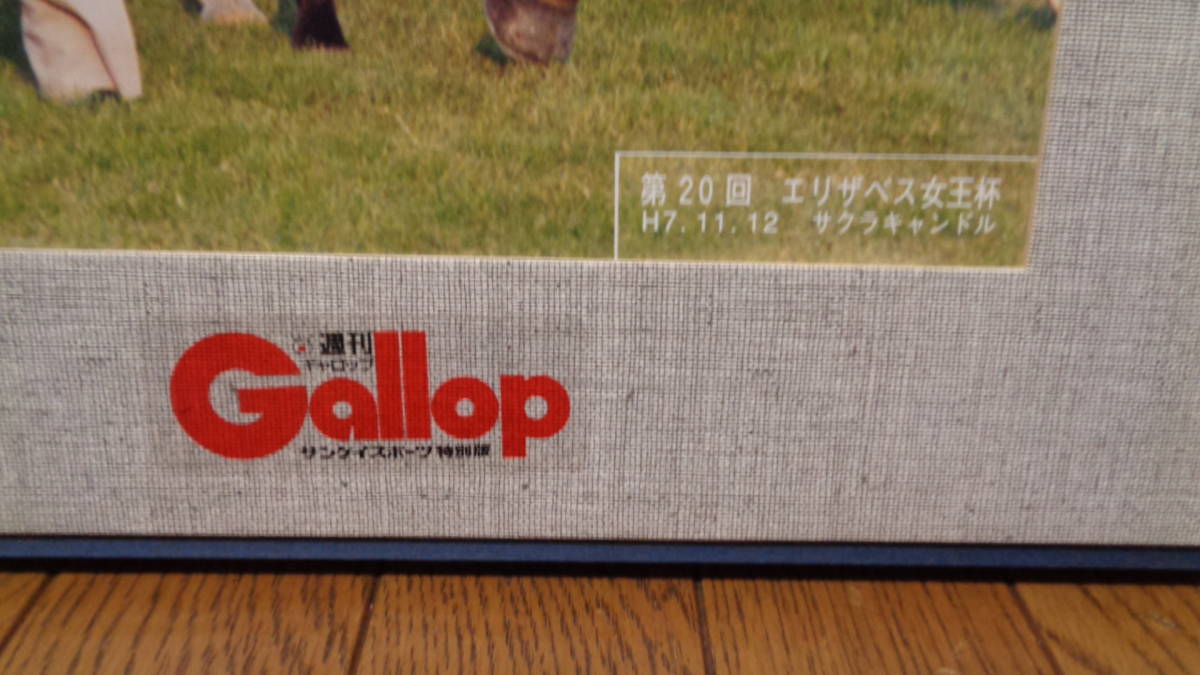 第20回 エリザベス女王杯
H7.11.12 サクラキャンドル
週刊
ギャロップ
Gallop
サンケイスポーツ特別版